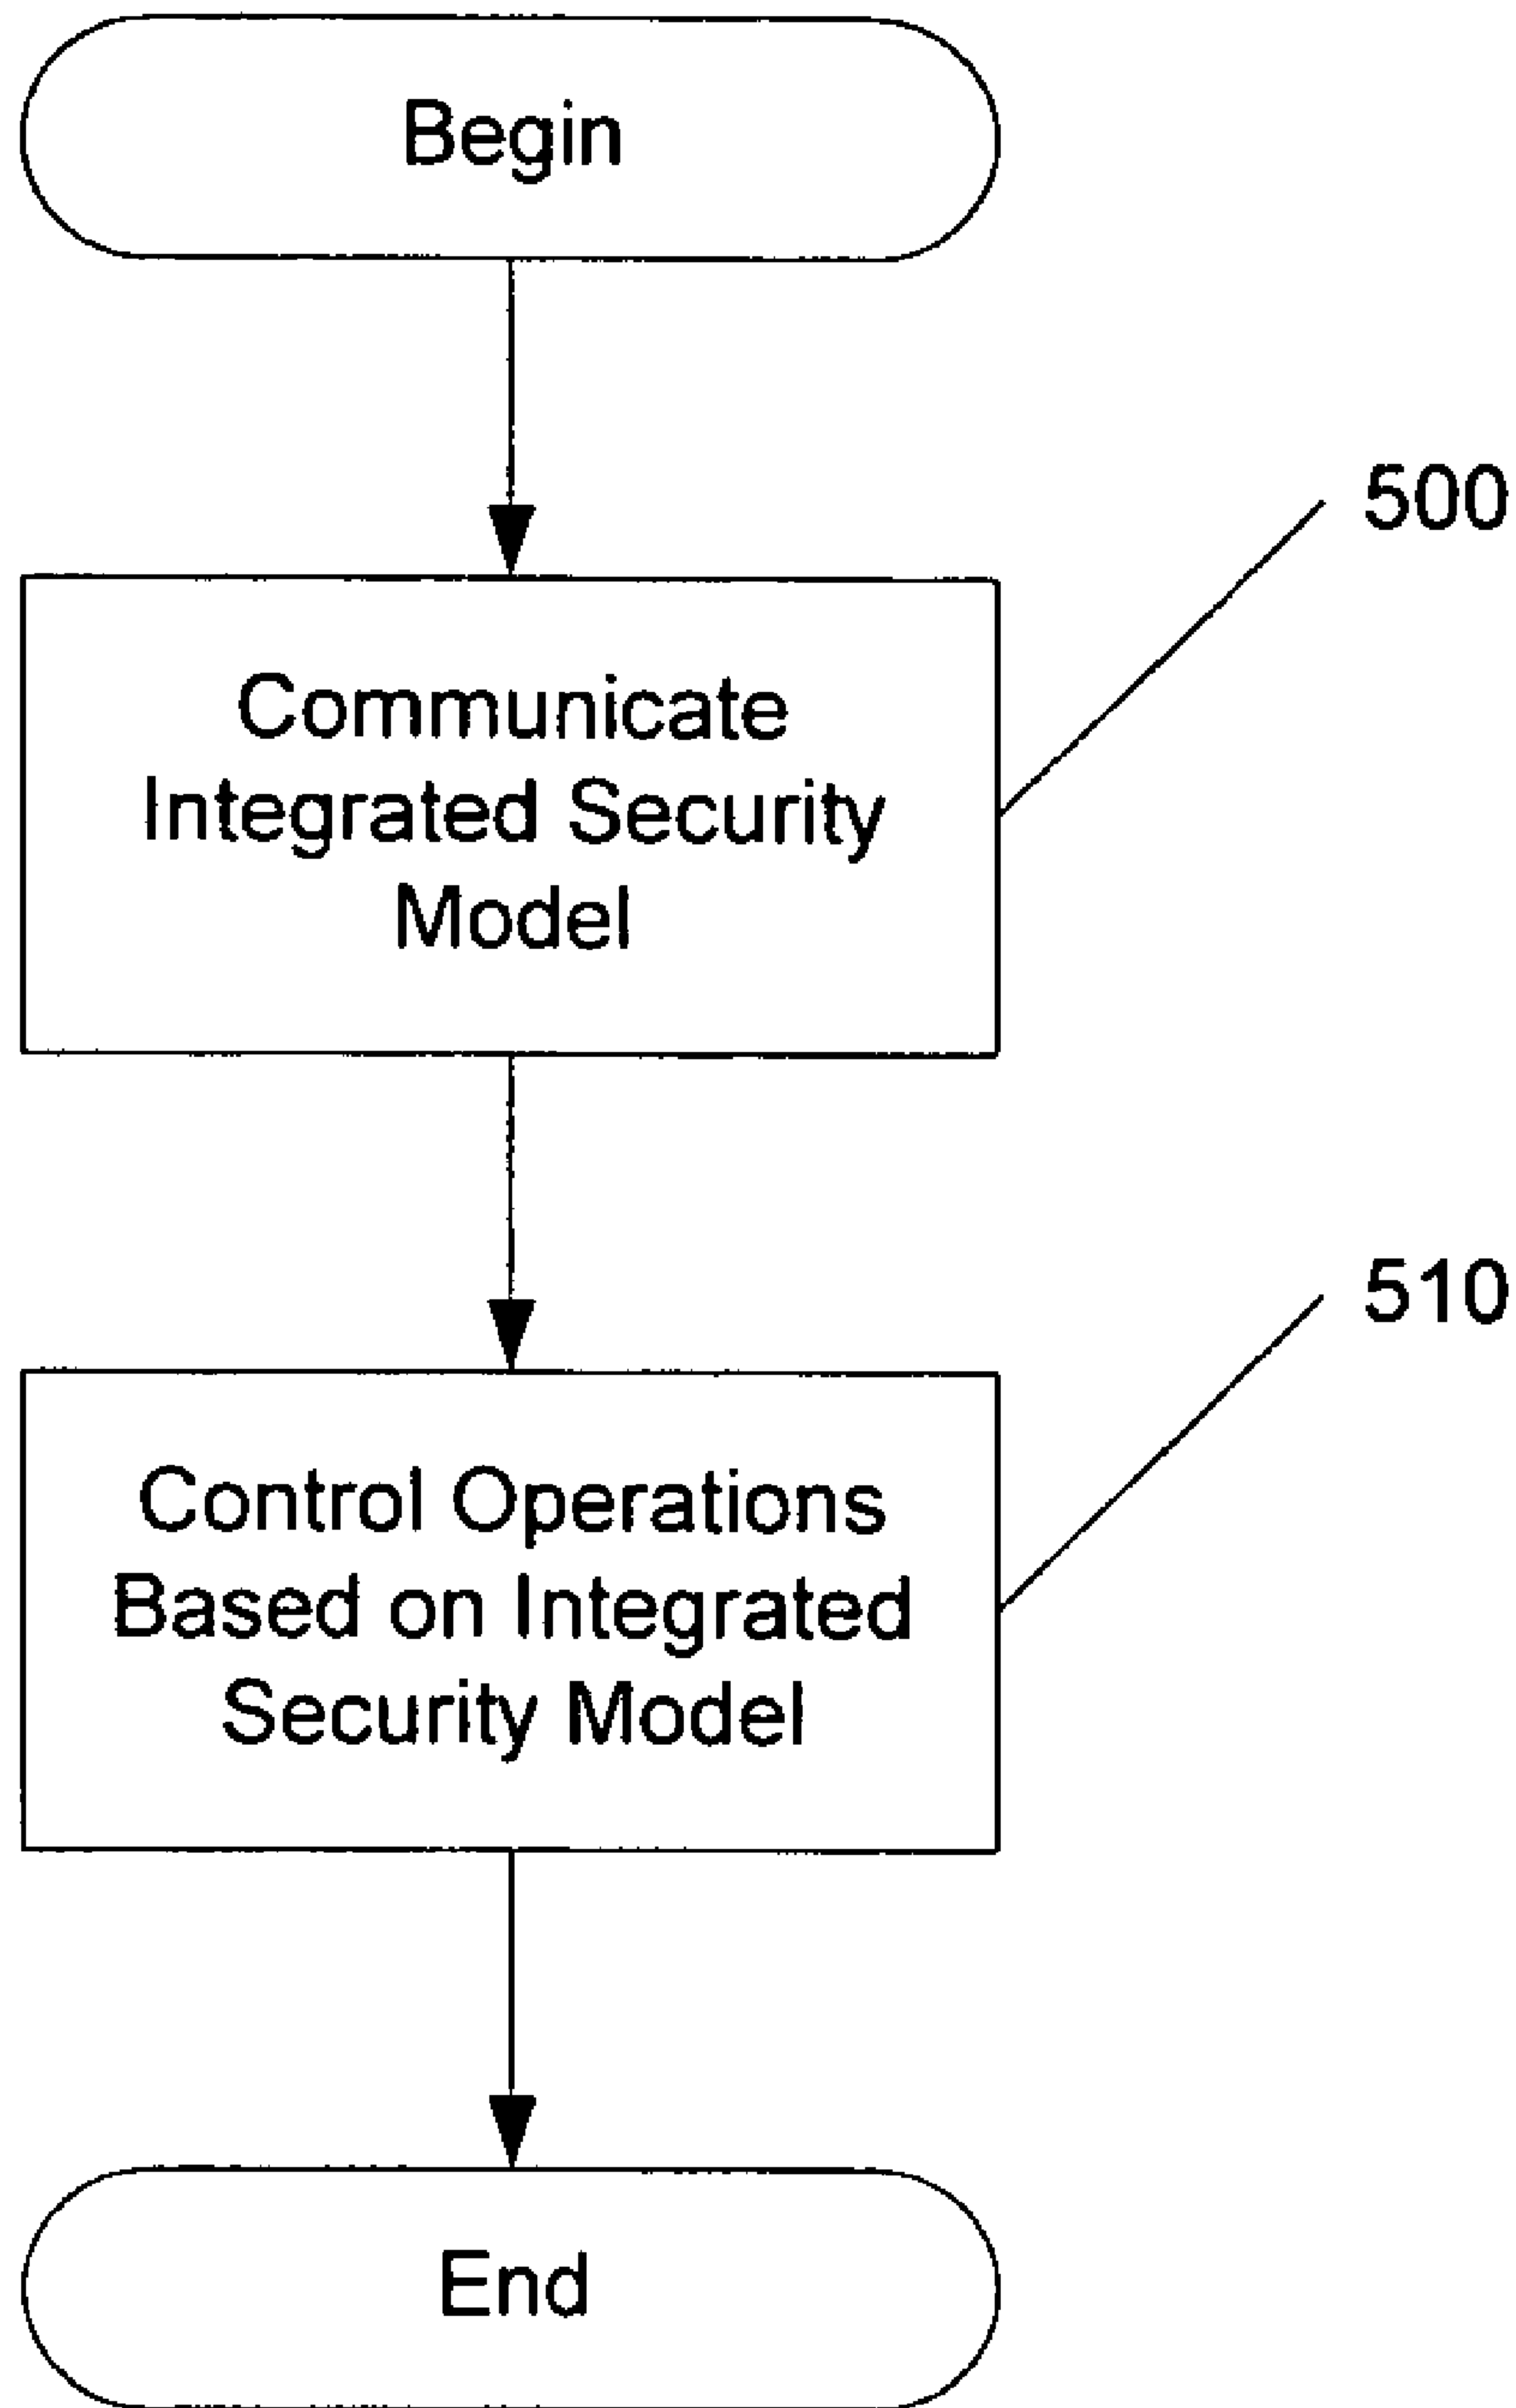 Begin
500
Communicate
Integrated Security
Model
510
Control Operations
Based on Integrated
Security Model
End